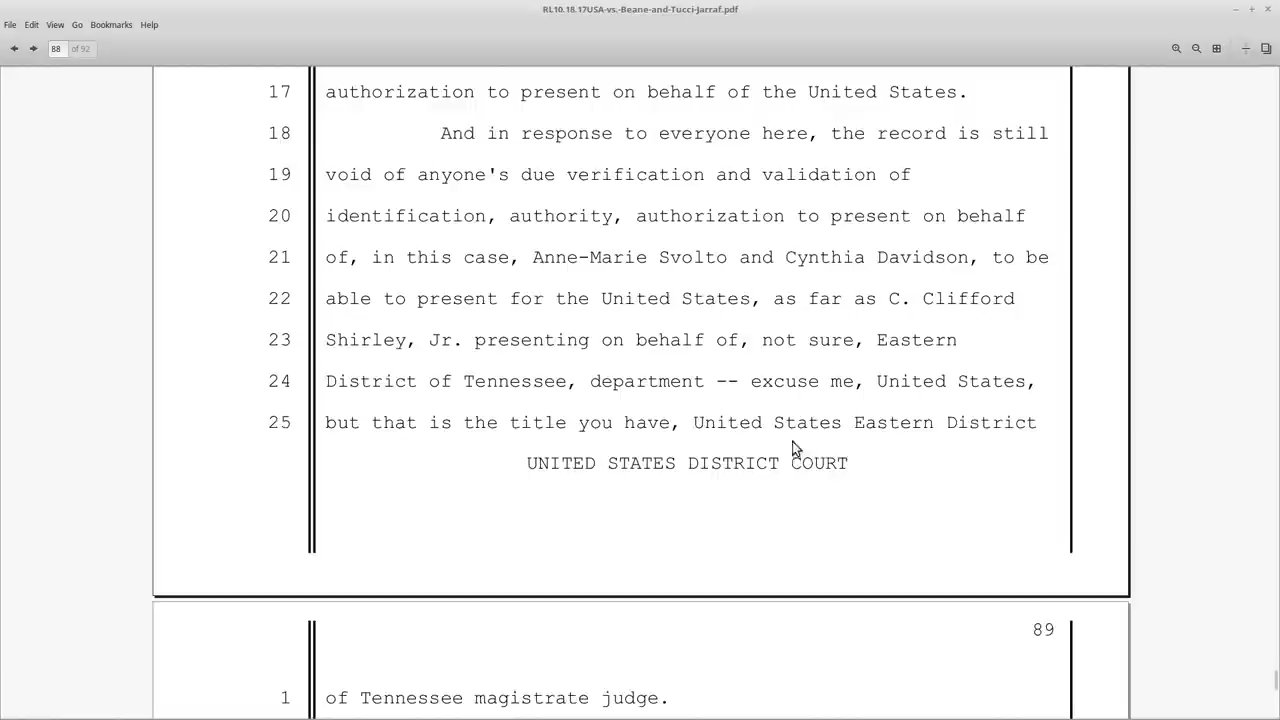 RL10.18.17USA-vs.-Beane-and-Tucci-Jarraf.pdf
File Edit View Go Bookmarks Help
88 of 92
17 authorization to present on behalf of the United States.
18 And in response to everyone here, the record is still
19 void of anyone's due verification and validation of
20 identification, authority, authorization to present on behalf
21 of, in this case, Anne-Marie Svolto and Cynthia Davidson, to be
22 able to present for the United States, as far as C. Clifford
23 Shirley, Jr. presenting on behalf of, not sure, Eastern
24 District of Tennessee, department -- excuse me, United States,
25 but that is the title you have, United States Eastern District
UNITED STATES DISTRICT COURT
89
1 of Tennessee magistrate judge.